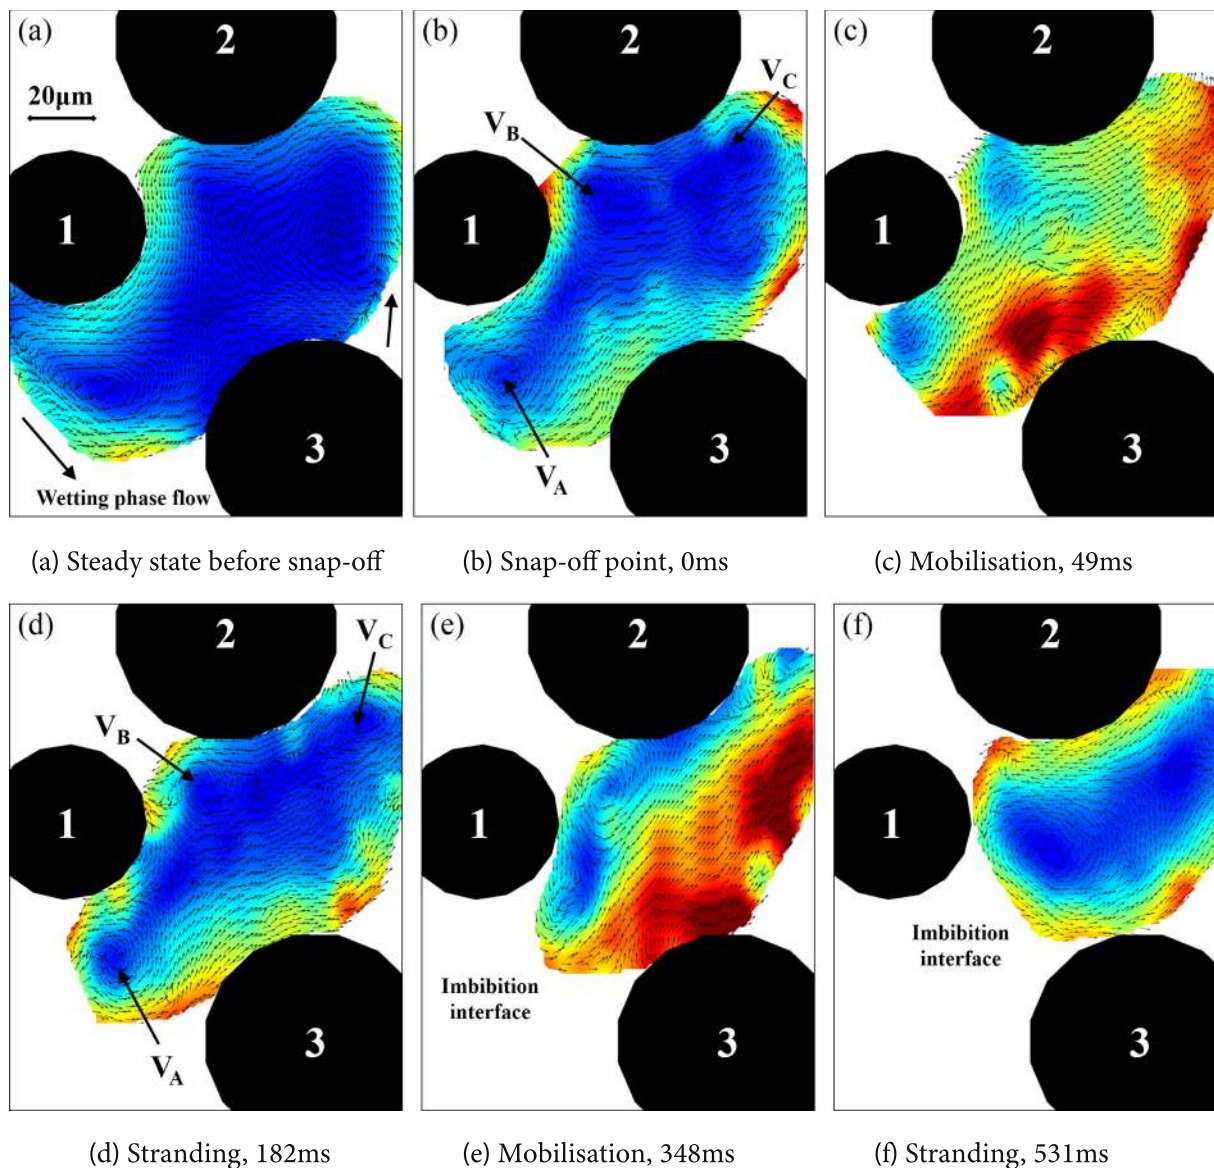 (a)
2
20µm
1
3
Wetting phase flow
(b)
2
V_C
V_B
1
3
V_A
(c)
2
1
3
(a) Steady state before snap-off
(b) Snap-off point, 0ms
(c) Mobilisation, 49ms
(d)
2
V_C
V_B
1
3
V_A
(e)
2
1
Imbibition
interface
3
(f)
2
1
Imbibition
interface
3
(d) Stranding, 182ms
(e) Mobilisation, 348ms
(f) Stranding, 531ms